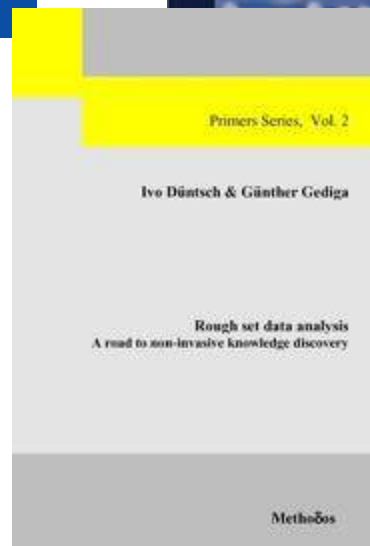 Primers Series, Vol. 2
Ivo Düntsch & Günther Gediga
Rough set data analysis
A road to non-invasive knowledge discovery
Methoδos